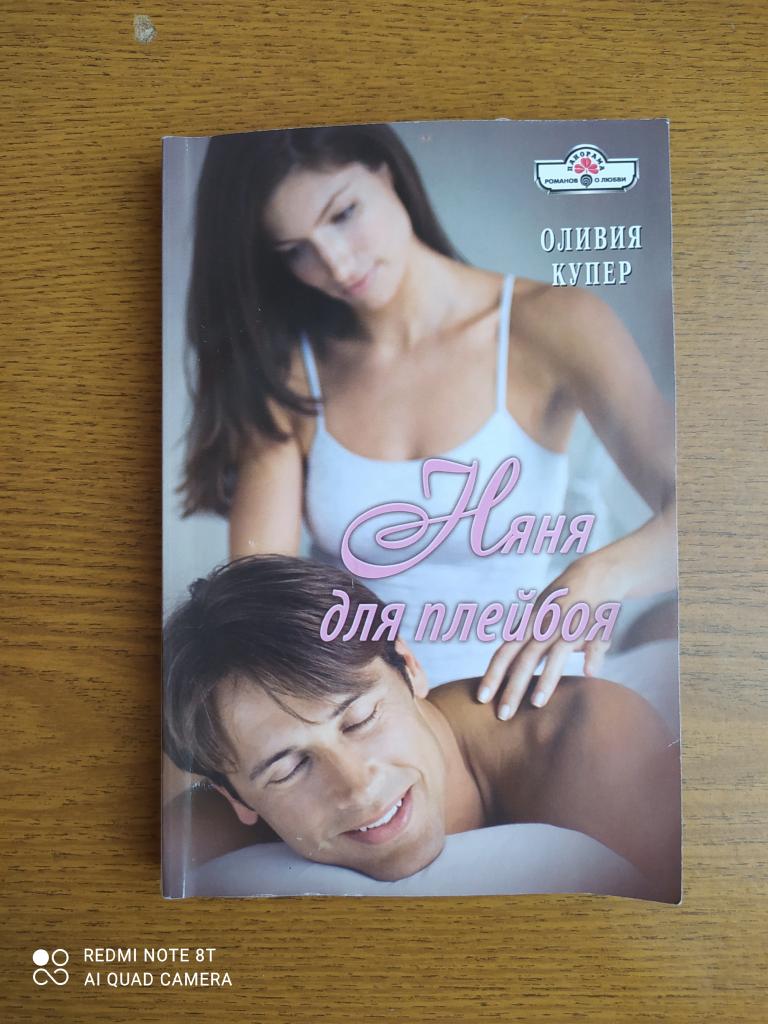 ПАНОРАМА
РОМАНОВ О ЛЮБВИ
ОЛИВИЯ
КУПЕР
Няня
для плейбоя
REDMI NOTE 8T
AI QUAD CAMERA